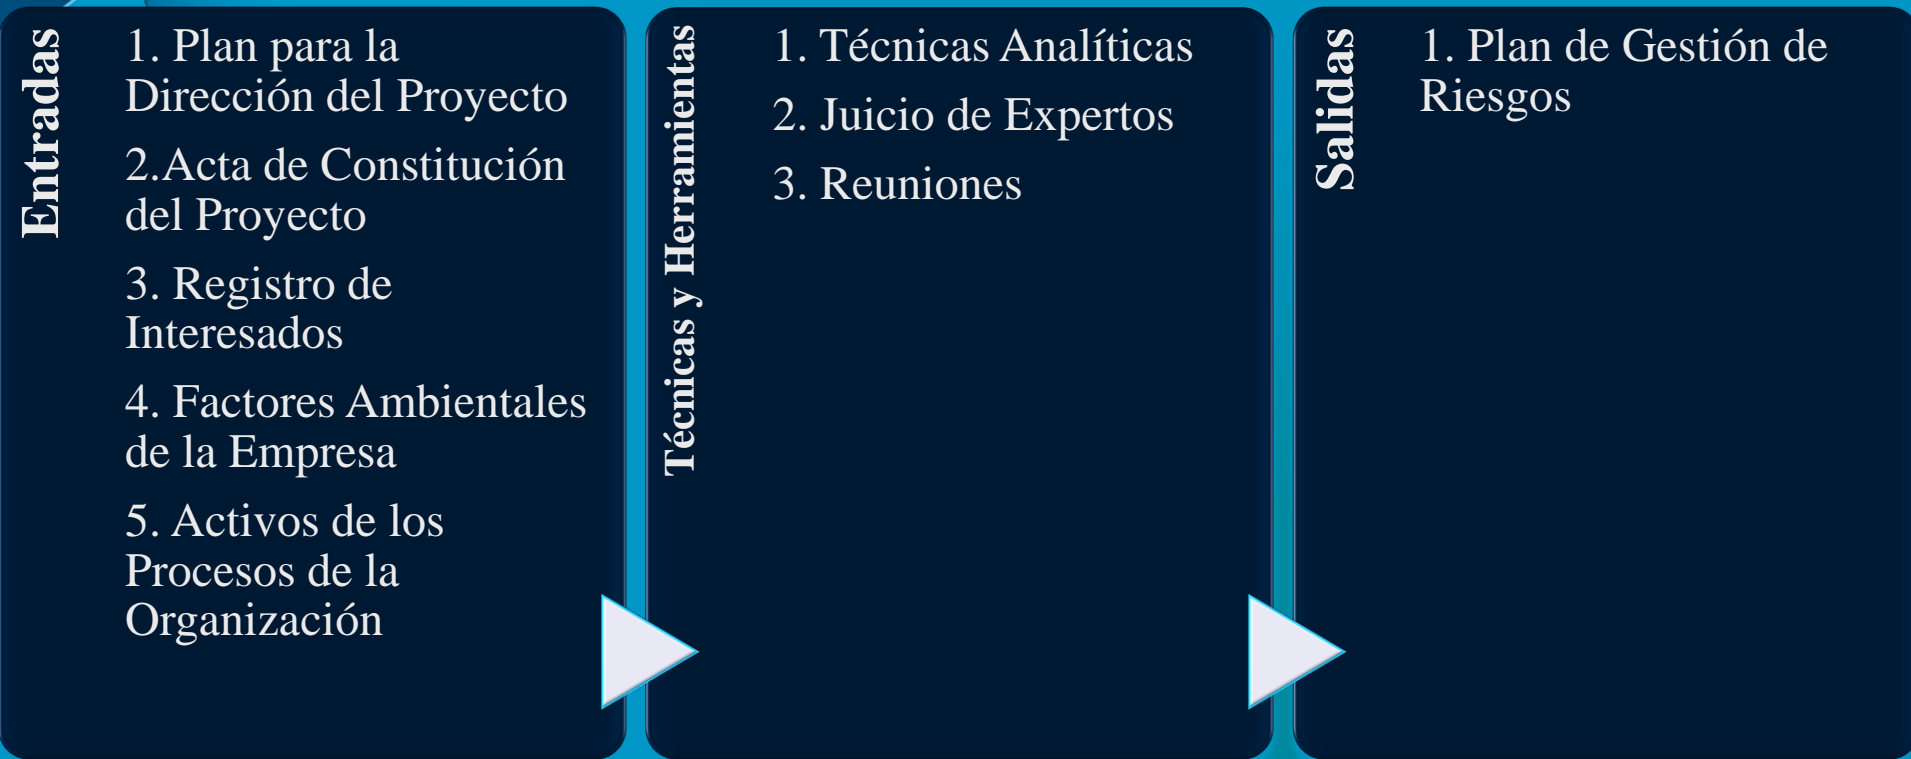 Entradas
1. Plan para la
Dirección del Proyecto
2.Acta de Constitución
del Proyecto
3. Registro de
Interesados
4. Factores Ambientales
de la Empresa
5. Activos de los
Procesos de la
Organización
Técnicas y Herramientas
1. Técnicas Analíticas
2. Juicio de Expertos
3. Reuniones
Salidas
1. Plan de Gestión de
Riesgos